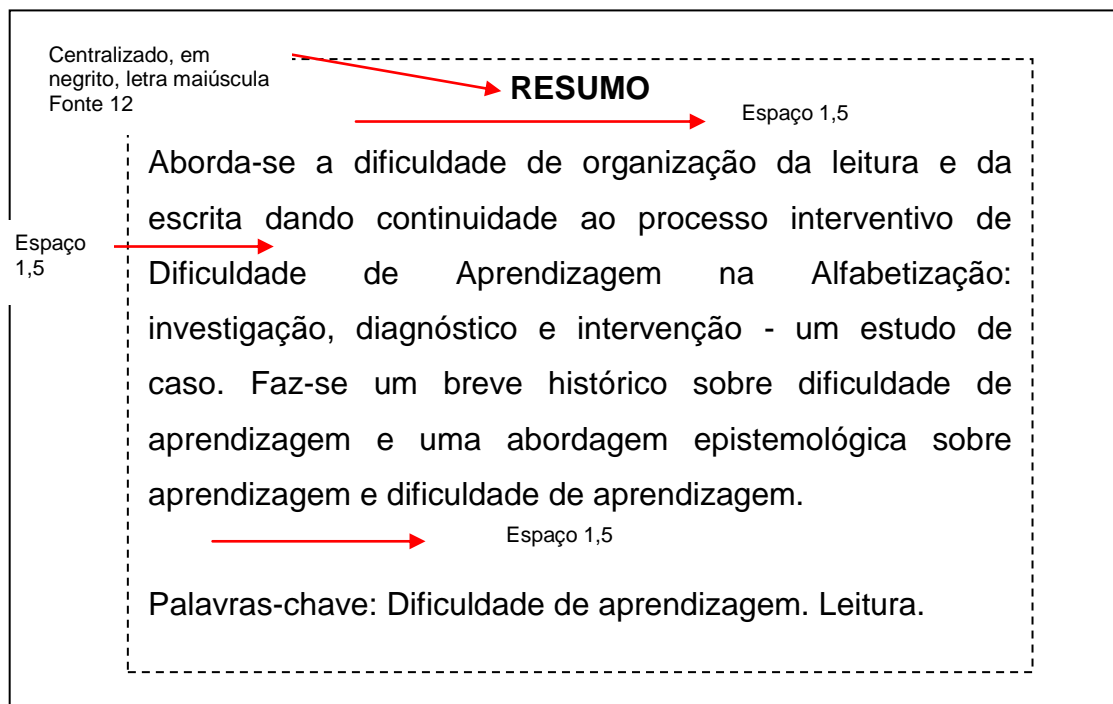 Centralizado, em
negrito, letra maiúscula
Fonte 12
RESUMO
Espaço 1,5
Aborda-se a dificuldade de organização da leitura e da
escrita dando continuidade ao processo interventivo de
Espaço
1,5
Dificuldade de Aprendizagem na Alfabetização:
investigação, diagnóstico e intervenção - um estudo de
caso. Faz-se um breve histórico sobre dificuldade de
aprendizagem e uma abordagem epistemológica sobre
aprendizagem e dificuldade de aprendizagem.
Espaço 1,5
Palavras-chave: Dificuldade de aprendizagem. Leitura.